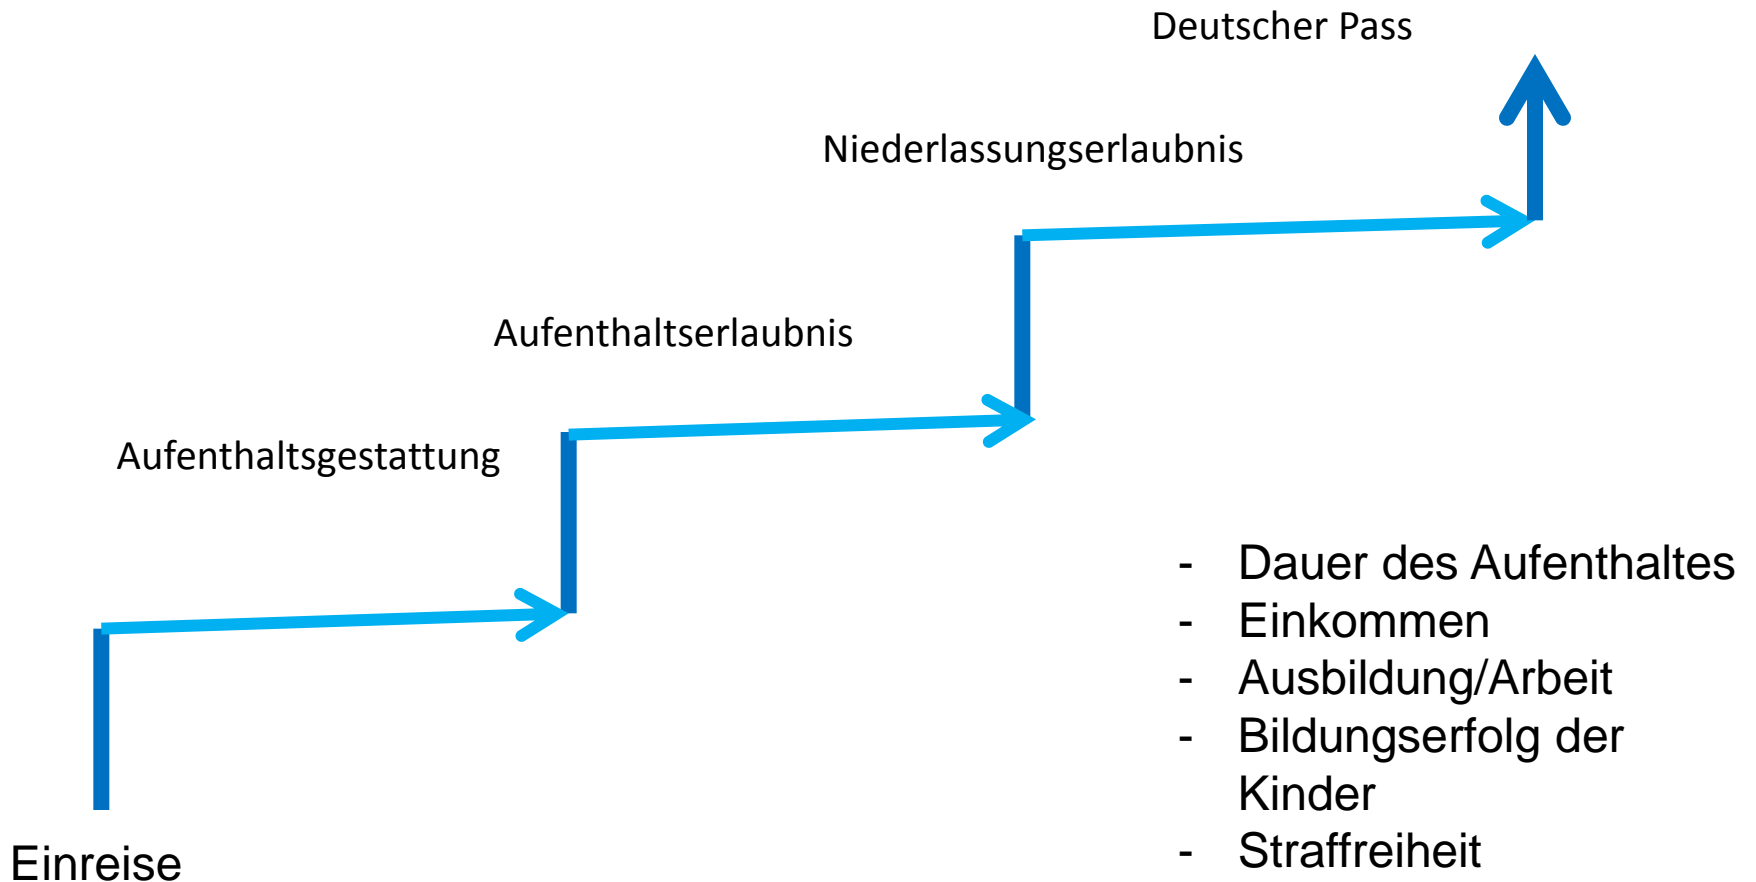 Deutscher Pass
Niederlassungserlaubnis
Aufenthaltserlaubnis
Aufenthaltsgestattung
Einreise
- Dauer des Aufenthaltes
- Einkommen
- Ausbildung/Arbeit
- Bildungserfolg der
Kinder
- Straffreiheit